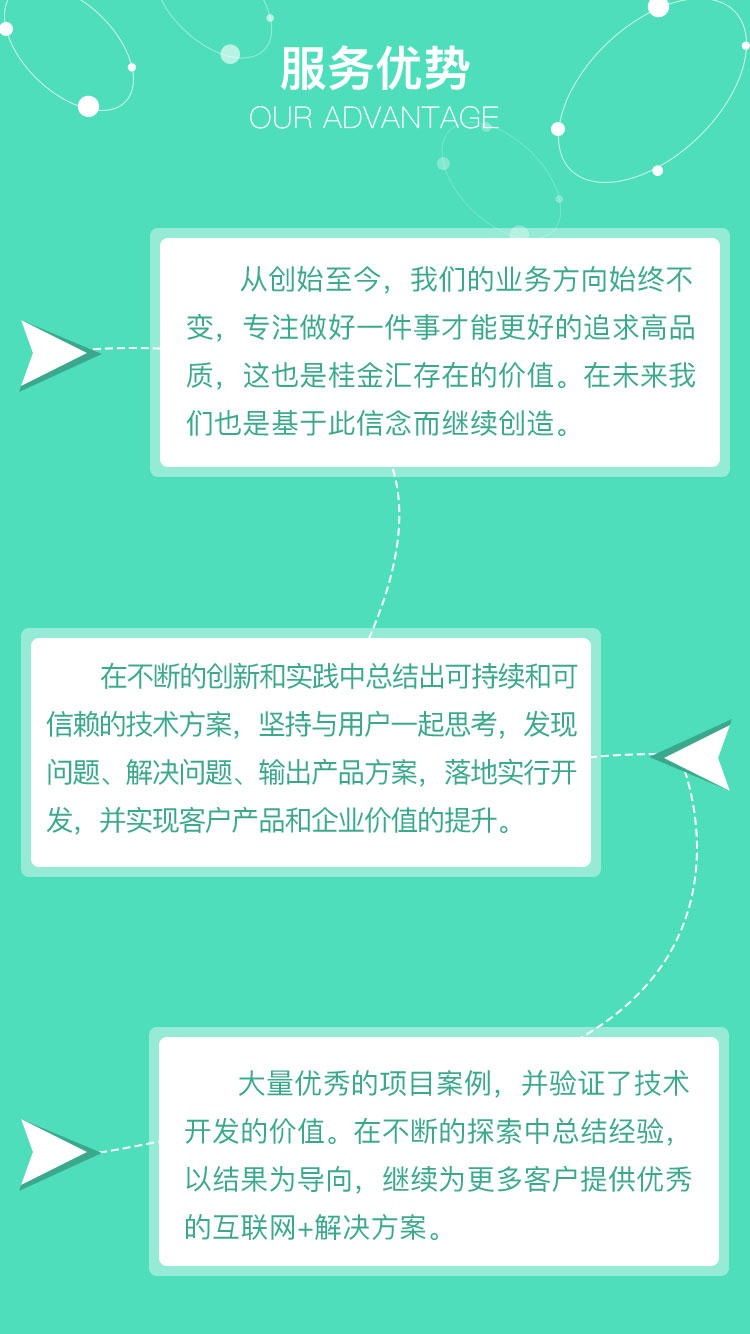 服务优势
OUR ADVANTAGE
从创始至今，我们的业务方向始终不
变，专注做好一件事才能更好的追求高品
质，这也是桂金汇存在的价值。在未来我
们也是基于此信念而继续创造。
在不断的创新和实践中总结出可持续和可
信赖的技术方案，坚持与用户一起思考，发现
问题、解决问题、输出产品方案，落地实行开
发，并实现客户产品和企业价值的提升。
大量优秀的项目案例，并验证了技术
开发的价值。在不断的探索中总结经验，
以结果为导向，继续为更多客户提供优秀
的互联网+解决方案。